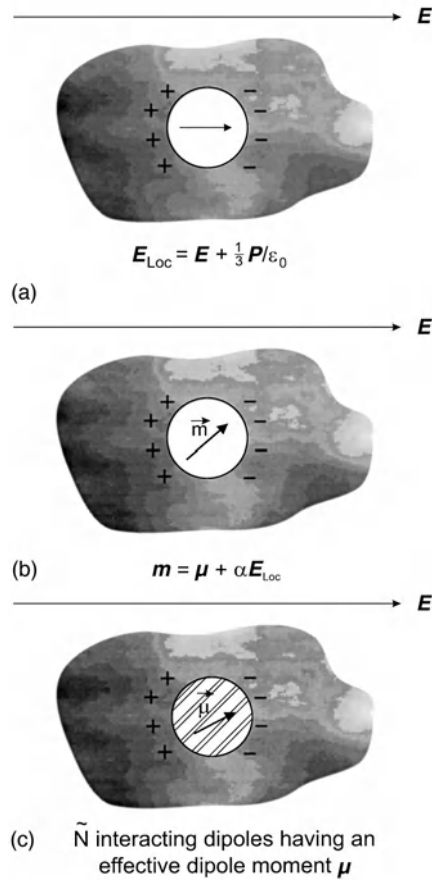 E
+ −
+ −
+ −
+ −
E_Loc = E + ⅓ P/ε₀
(a)
E
+ −
+ m⃗ −
+ −
+ −
(b) m = μ + αE_Loc
E
+ −
+ μ⃗ −
+ −
+ −
(c) Ñ interacting dipoles having an
effective dipole moment μ